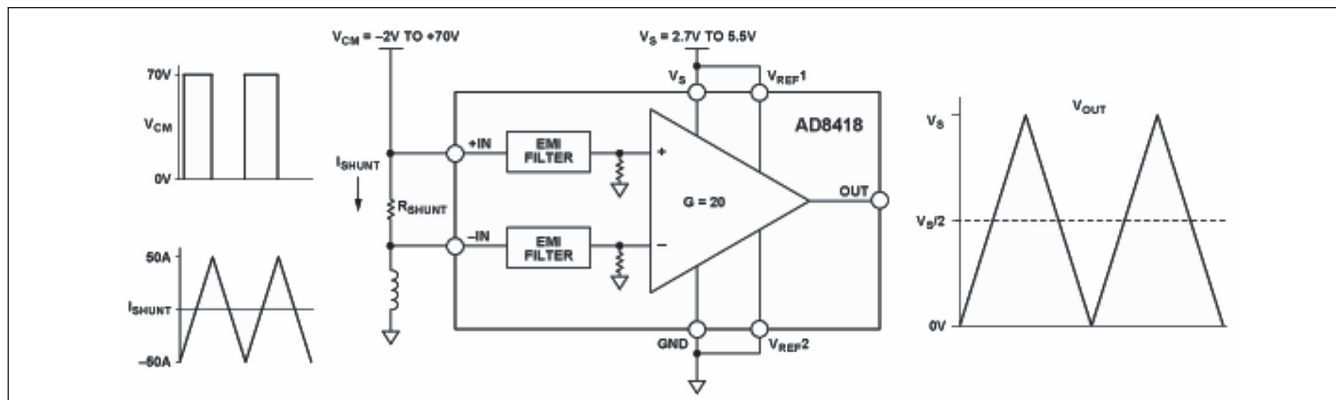 V_CM = –2V TO +70V
V_S = 2.7V TO 5.5V
70V
V_CM
0V
I_SHUNT
R_SHUNT
50A
I_SHUNT
–50A
+IN
–IN
EMI
FILTER
EMI
FILTER
V_S
V_REF1
AD8418
+
–
G = 20
OUT
GND
V_REF2
V_OUT
V_S
V_S/2
0V